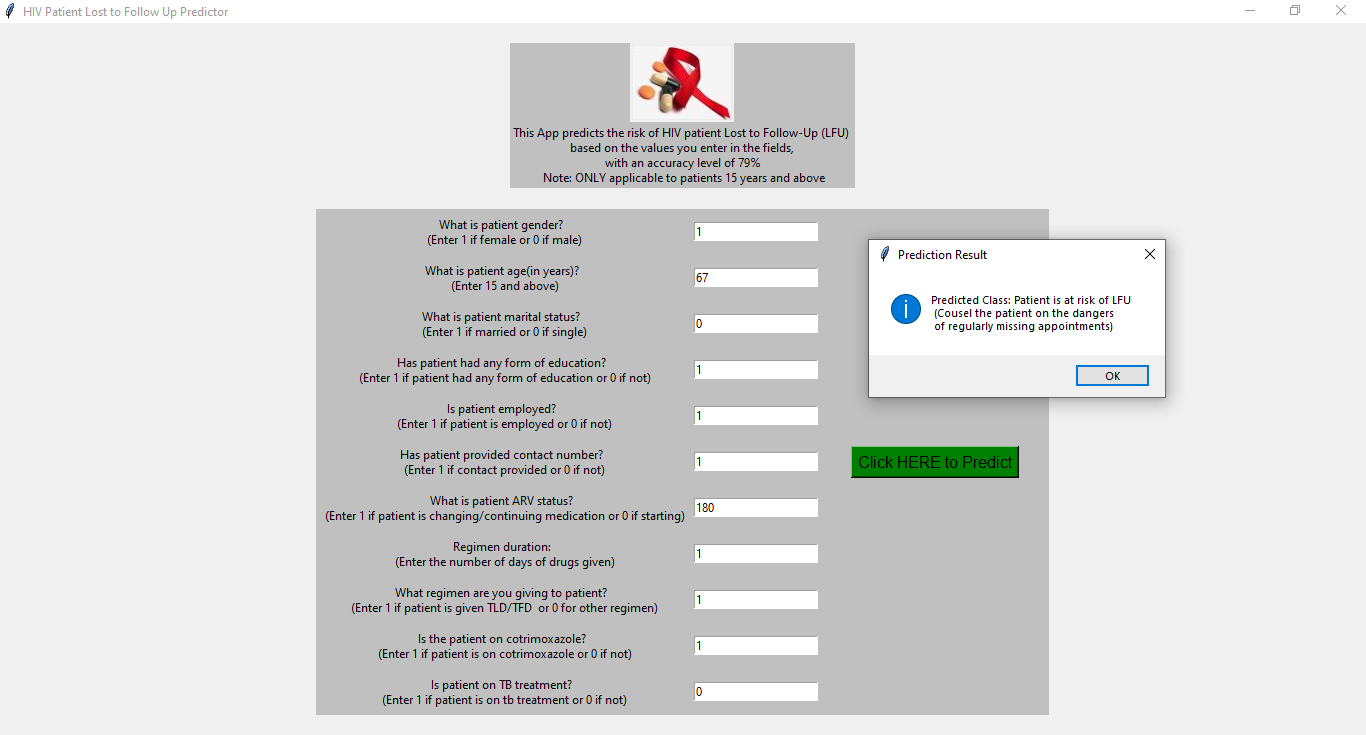 HIV Patient Lost to Follow Up Predictor
This App predicts the risk of HIV patient Lost to Follow-Up (LFU)
based on the values you enter in the fields,
with an accuracy level of 79%
Note: ONLY applicable to patients 15 years and above
What is patient gender?
(Enter 1 if female or 0 if male)
1
What is patient age(in years)?
(Enter 15 and above)
67
What is patient marital status?
(Enter 1 if married or 0 if single)
0
Has patient had any form of education?
(Enter 1 if patient had any form of education or 0 if not)
1
Is patient employed?
(Enter 1 if patient is employed or 0 if not)
1
Has patient provided contact number?
(Enter 1 if contact provided or 0 if not)
1
What is patient ARV status?
(Enter 1 if patient is changing/continuing medication or 0 if starting)
180
Regimen duration:
(Enter the number of days of drugs given)
1
What regimen are you giving to patient?
(Enter 1 if patient is given TLD/TFD  or 0 for other regimen)
1
Is the patient on cotrimoxazole?
(Enter 1 if patient is on cotrimoxazole or 0 if not)
1
Is patient on TB treatment?
(Enter 1 if patient is on tb treatment or 0 if not)
0
Click HERE to Predict
Prediction Result
Predicted Class: Patient is at risk of LFU
(Cousel the patient on the dangers
of regularly missing appointments)
OK